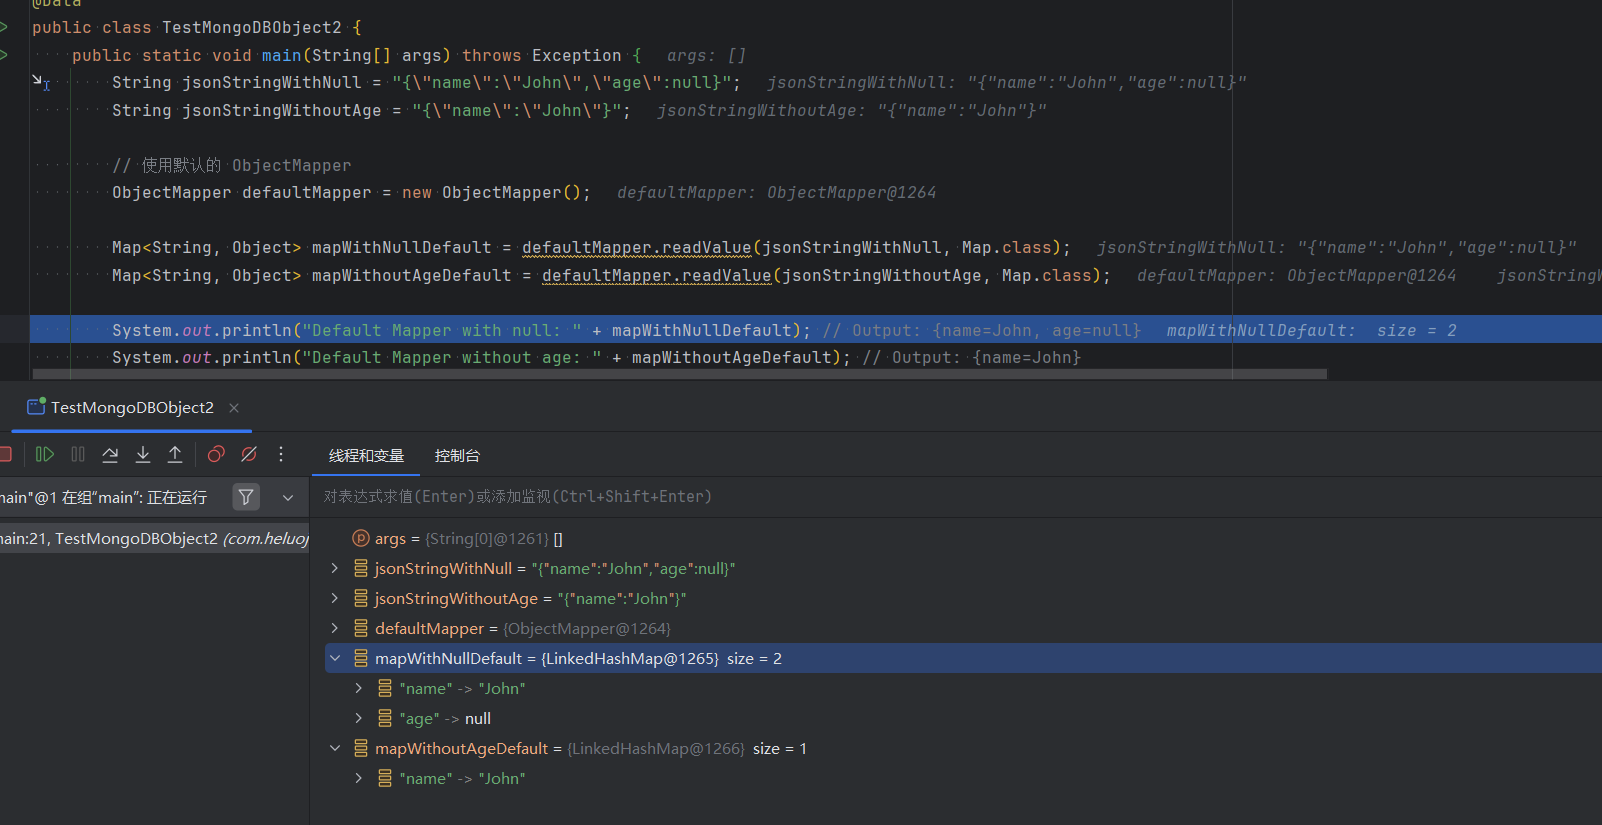 @Data
public class TestMongoDBObject2 {
public static void main(String[] args) throws Exception {   args: []
String jsonStringWithNull = "{\"name\":\"John\",\"age\":null}";   jsonStringWithNull: "{"name":"John","age":null}"
String jsonStringWithoutAge = "{\"name\":\"John\"}";   jsonStringWithoutAge: "{"name":"John"}"
// 使用默认的 ObjectMapper
ObjectMapper defaultMapper = new ObjectMapper();   defaultMapper: ObjectMapper@1264
Map<String, Object> mapWithNullDefault = defaultMapper.readValue(jsonStringWithNull, Map.class);   jsonStringWithNull: "{"name":"John","age":null}"
Map<String, Object> mapWithoutAgeDefault = defaultMapper.readValue(jsonStringWithoutAge, Map.class);   defaultMapper: ObjectMapper@1264   jsonString
System.out.println("Default Mapper with null: " + mapWithNullDefault); // Output: {name=John, age=null}   mapWithNullDefault:  size = 2
System.out.println("Default Mapper without age: " + mapWithoutAgeDefault); // Output: {name=John}
TestMongoDBObject2
线程和变量 控制台
main"@1 在组"main": 正在运行
对表达式求值(Enter)或添加监视(Ctrl+Shift+Enter)
main:21, TestMongoDBObject2 (com.heluoj
args = {String[0]@1261} []
jsonStringWithNull = "{"name":"John","age":null}"
jsonStringWithoutAge = "{"name":"John"}"
defaultMapper = {ObjectMapper@1264}
mapWithNullDefault = {LinkedHashMap@1265}  size = 2
"name" -> "John"
"age" -> null
mapWithoutAgeDefault = {LinkedHashMap@1266}  size = 1
"name" -> "John"